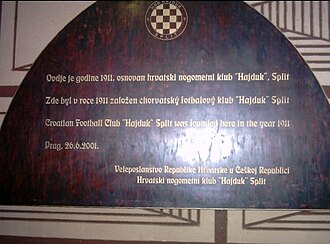 SPLIT
Ovdje je godine 1911. osnovan hrvatski nogometni klub "Hajduk", Split
Zde byl v roce 1911 založen chorvatský fotbalový klub "Hajduk", Split
Croatian Football Club "Hajduk" Split was founded here in the year 1911
Prag, 26.6.2001.
Veleposlanstvo Republike Hrvatske u Češkoj Republici
Hrvatski nogometni klub "Hajduk" Split